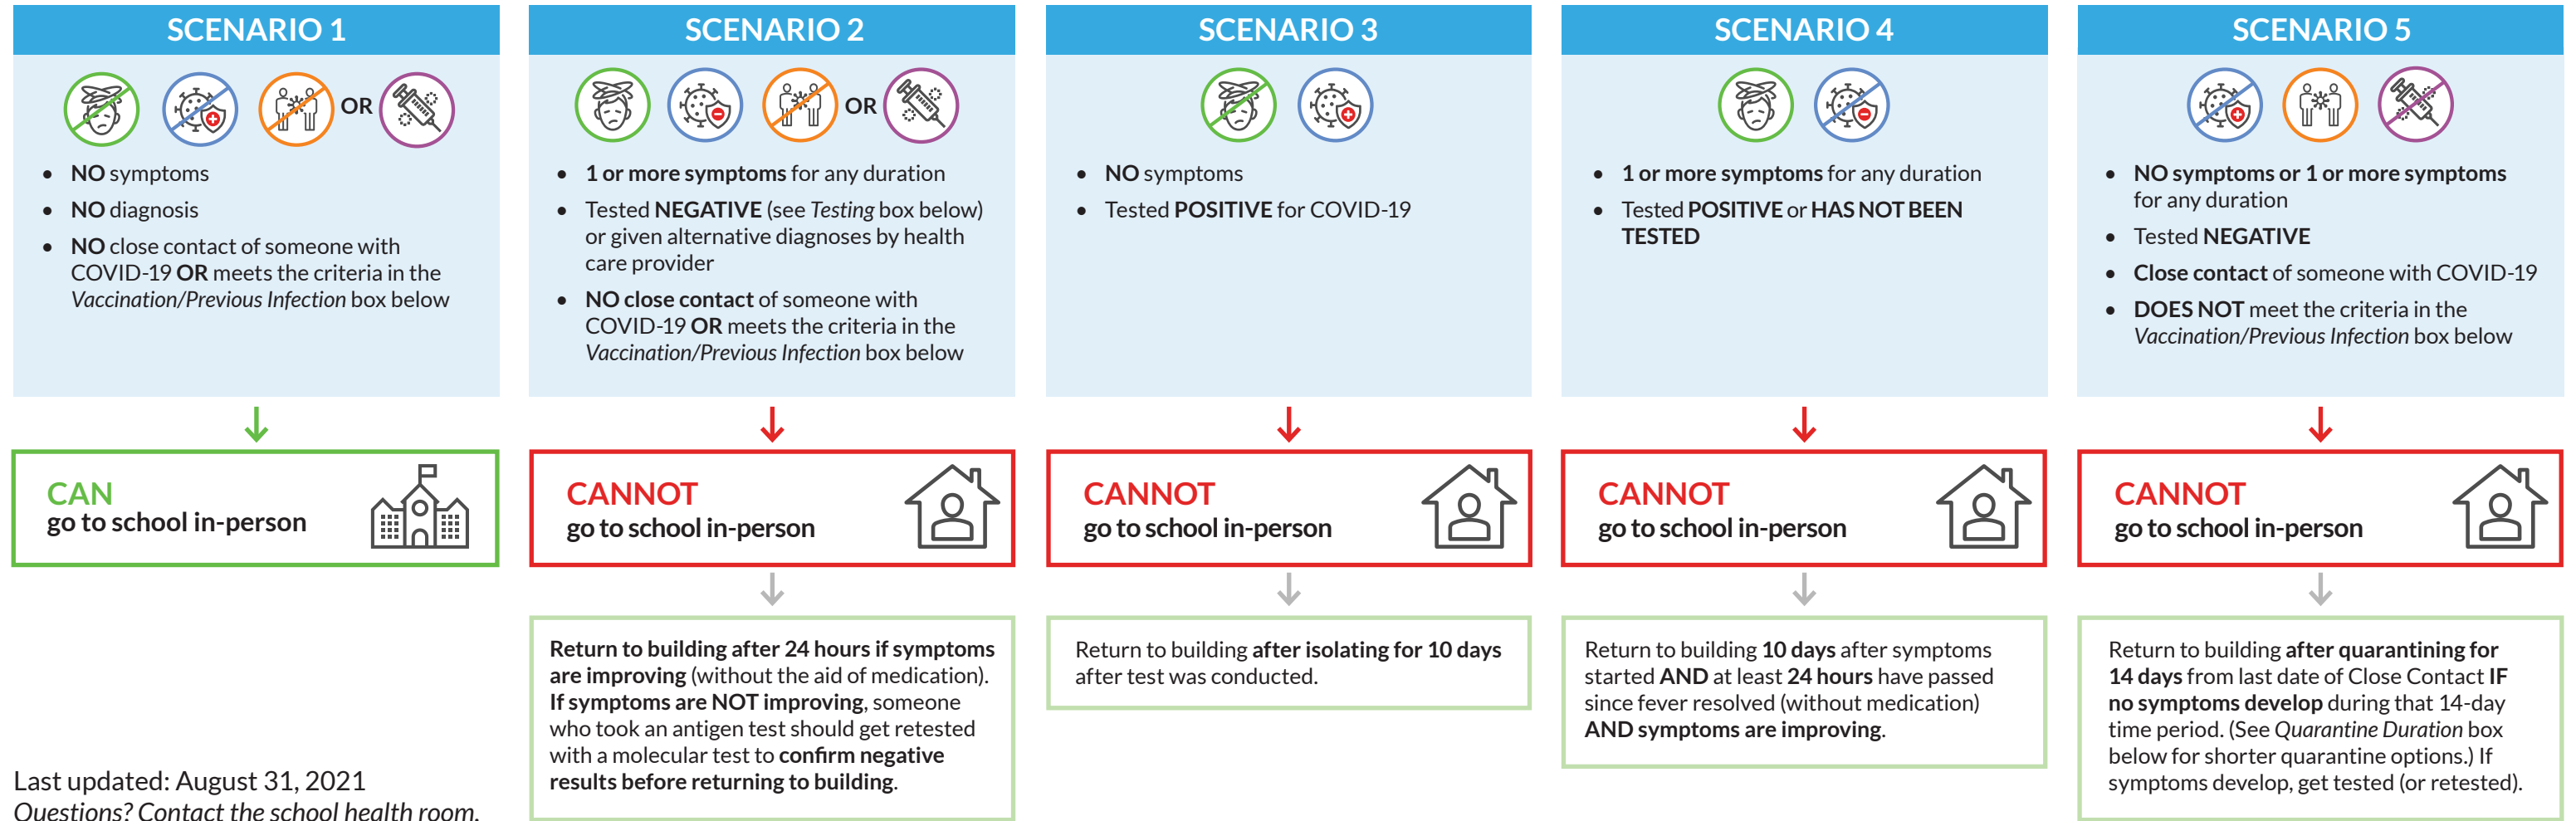 SCENARIO 1
OR
• NO symptoms
• NO diagnosis
• NO close contact of someone with
COVID-19 OR meets the criteria in the
Vaccination/Previous Infection box below
CAN
go to school in-person
SCENARIO 2
OR
• 1 or more symptoms for any duration
• Tested NEGATIVE (see Testing box below)
or given alternative diagnoses by health
care provider
• NO close contact of someone with
COVID-19 OR meets the criteria in the
Vaccination/Previous Infection box below
CANNOT
go to school in-person
Return to building after 24 hours if symptoms
are improving (without the aid of medication).
If symptoms are NOT improving, someone
who took an antigen test should get retested
with a molecular test to confirm negative
results before returning to building.
SCENARIO 3
• NO symptoms
• Tested POSITIVE for COVID-19
CANNOT
go to school in-person
Return to building after isolating for 10 days
after test was conducted.
SCENARIO 4
• 1 or more symptoms for any duration
• Tested POSITIVE or HAS NOT BEEN
TESTED
CANNOT
go to school in-person
Return to building 10 days after symptoms
started AND at least 24 hours have passed
since fever resolved (without medication)
AND symptoms are improving.
SCENARIO 5
• NO symptoms or 1 or more symptoms
for any duration
• Tested NEGATIVE
• Close contact of someone with COVID-19
• DOES NOT meet the criteria in the
Vaccination/Previous Infection box below
CANNOT
go to school in-person
Return to building after quarantining for
14 days from last date of Close Contact IF
no symptoms develop during that 14-day
time period. (See Quarantine Duration box
below for shorter quarantine options.) If
symptoms develop, get tested (or retested).
Last updated: August 31, 2021
Questions? Contact the school health room.